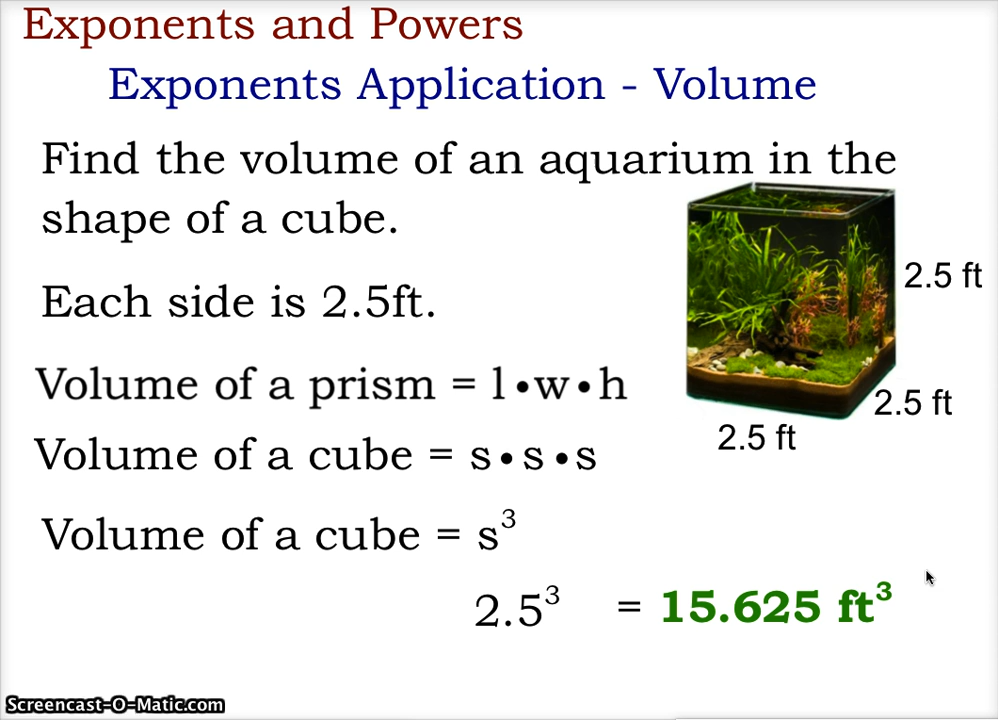 Exponents and Powers
Exponents Application - Volume
Find the volume of an aquarium in the
shape of a cube.
Each side is 2.5ft.
2.5 ft
Volume of a prism = l•w•h
2.5 ft
2.5 ft
Volume of a cube = s•s•s
Volume of a cube = s³
2.5³ = 15.625 ft³
Screencast-O-Matic.com